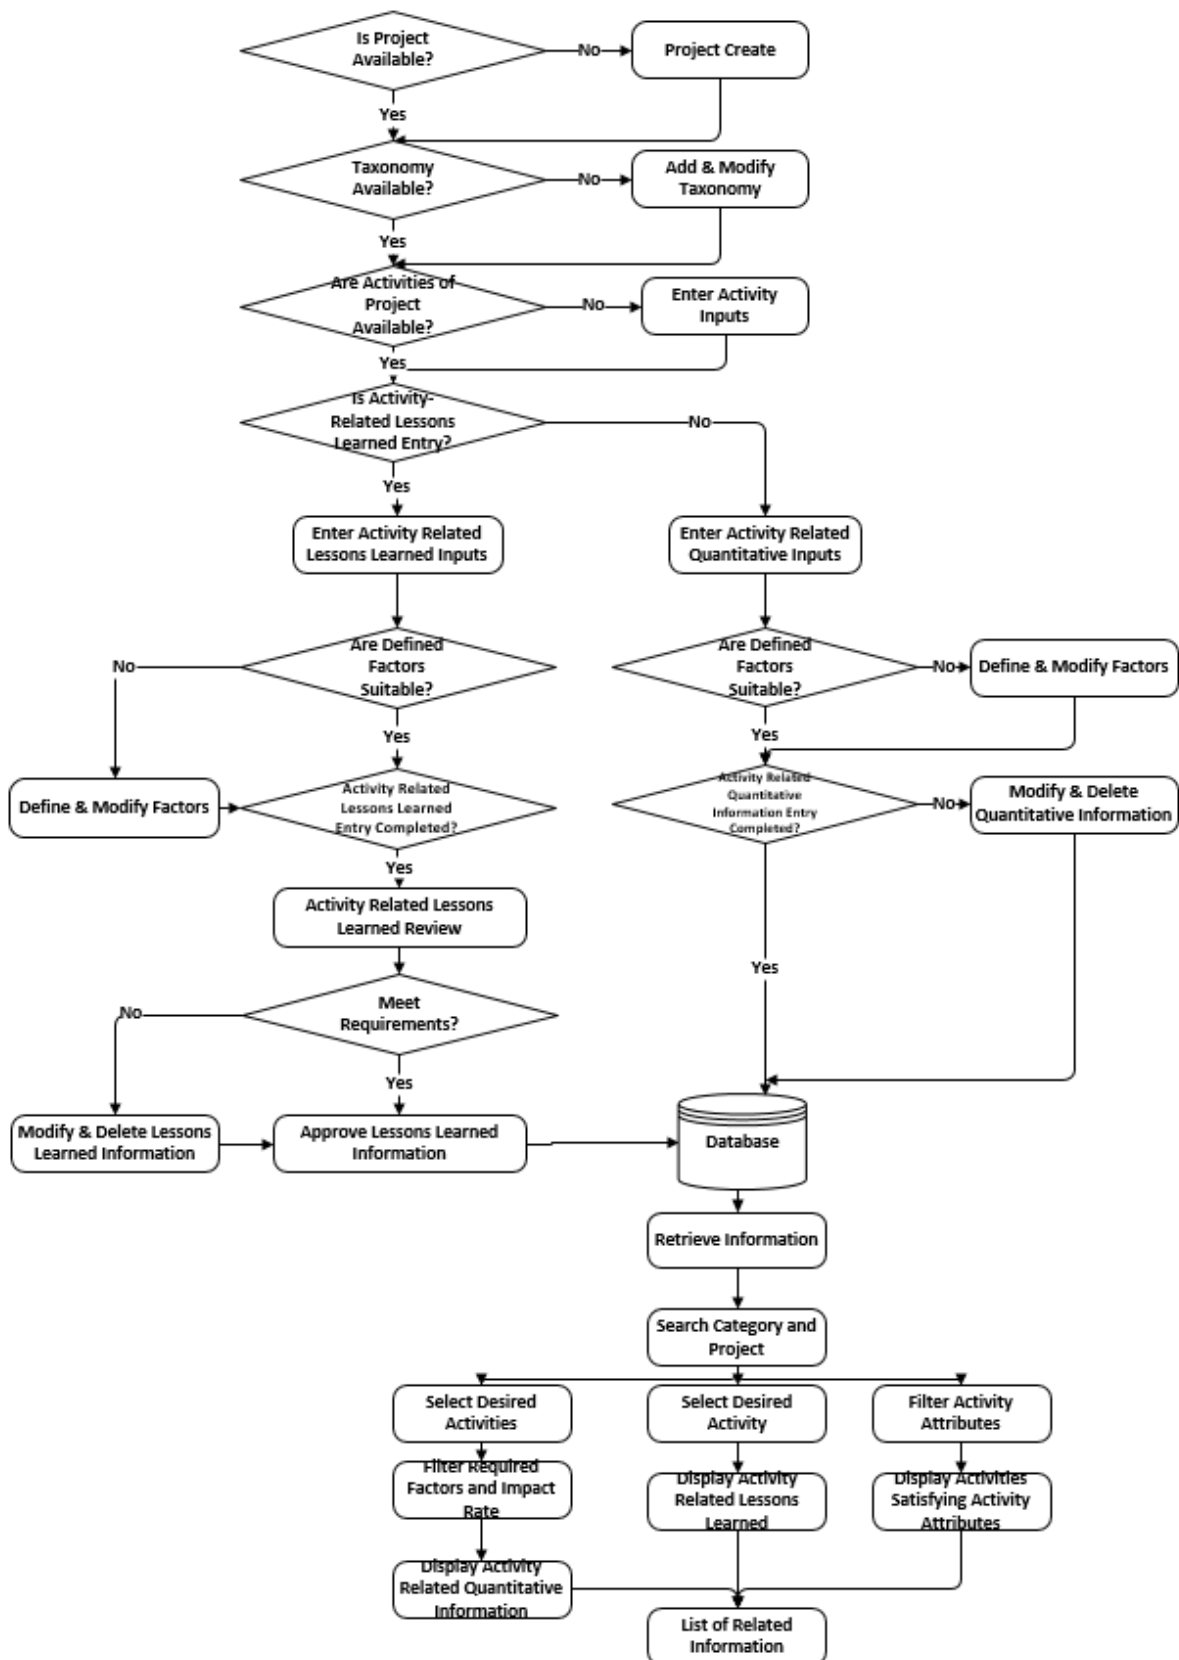 Is Project
Available?
No
Project Create
Yes
Taxonomy
Available?
No
Add & Modify
Taxonomy
Yes
Are Activities of
Project
Available?
No
Enter Activity
Inputs
Yes
Is Activity-
Related Lessons
Learned Entry?
No
Yes
Enter Activity Related
Lessons Learned Inputs
Enter Activity Related
Quantitative Inputs
No
Are Defined
Factors
Suitable?
Are Defined
Factors
Suitable?
No
Define & Modify Factors
Yes
Yes
Define & Modify Factors
Activity Related
Lessons Learned
Entry Completed?
Activity Related
Quantitative
Information Entry
Completed?
No
Modify & Delete
Quantitative Information
Yes
Activity Related Lessons
Learned Review
Yes
No
Meet
Requirements?
Yes
Modify & Delete Lessons
Learned Information
Approve Lessons Learned
Information
Database
Retrieve Information
Search Category and
Project
Select Desired
Activities
Select Desired
Activity
Filter Activity
Attributes
Filter Required
Factors and Impact
Rate
Display Activity
Related Lessons
Learned
Display Activities
Satisfying Activity
Attributes
Display Activity
Related Quantitative
Information
List of Related
Information